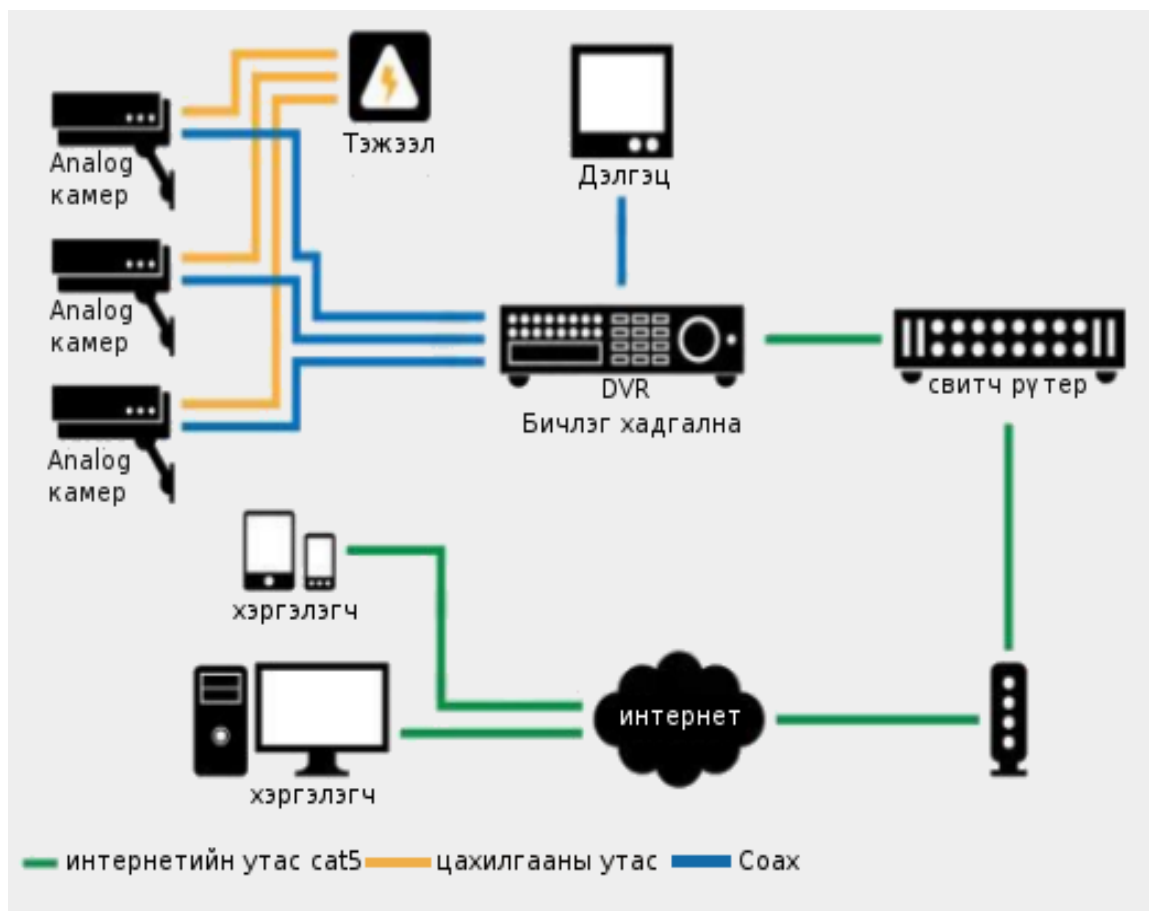 Тэжээл
Analog
камер
Дэлгэц
Analog
камер
DVR
Бичлэг хадгална
свитч рүтер
Analog
камер
хэргэлэгч
интернет
хэргэлэгч
интернетийн утас cat5
цахилгааны утас
Coax